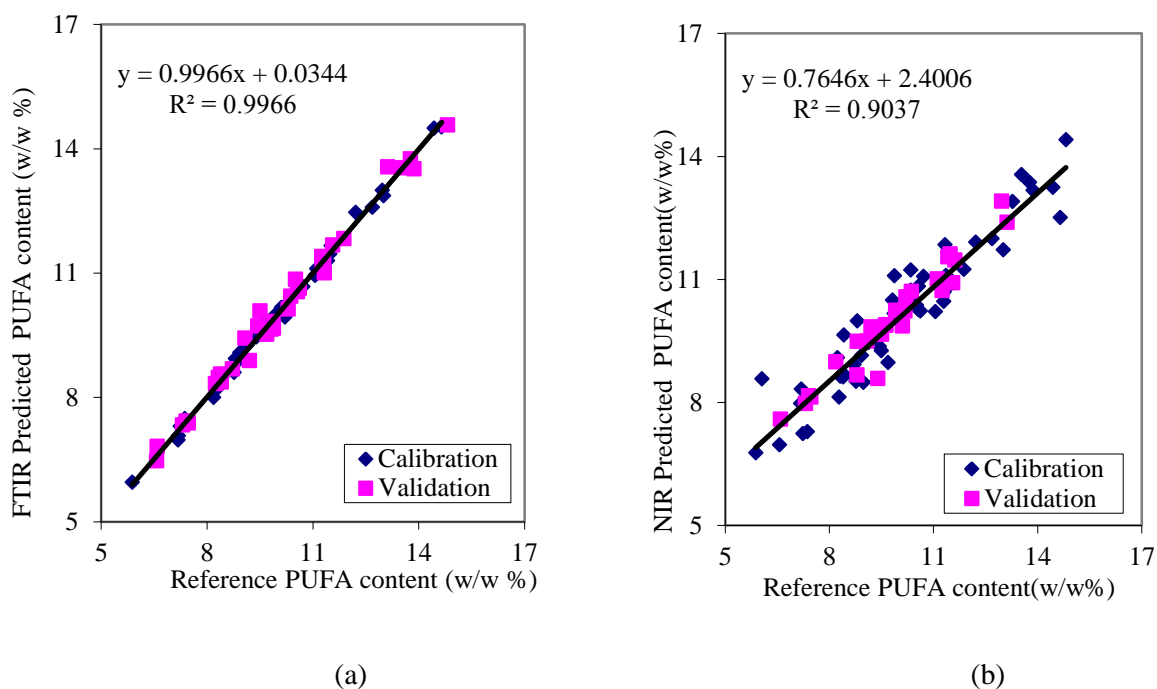 17
14
11
8
5
y = 0.9966x + 0.0344
R² = 0.9966
Calibration
Validation
5 8 11 14 17
Reference PUFA content (w/w %)
FTIR Predicted PUFA content (w/w %)
(a)
17
14
11
8
5
y = 0.7646x + 2.4006
R² = 0.9037
Calibration
Validation
5 8 11 14 17
Reference PUFA content(w/w%)
NIR Predicted PUFA content(w/w%)
(b)